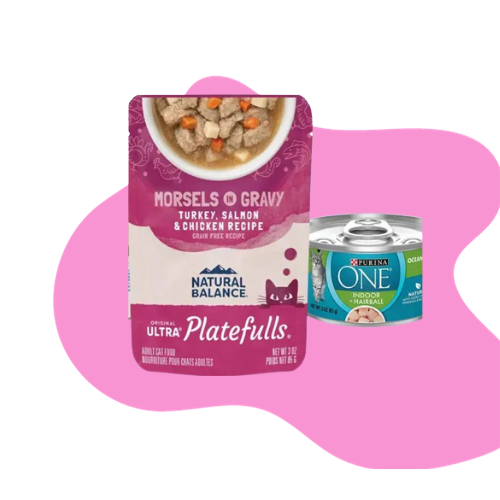 MORSELS IN GRAVY
TURKEY, SALMON
& CHICKEN RECIPE
GRAIN FREE RECIPE
NATURAL
BALANCE
ORIGINAL
ULTRA Platefulls®
ADULT CAT FOOD
NOURRITURE POUR CHATS ADULTES
NET WT 3 OZ
POIDS NET 85 G
PURINA
ONE
INDOOR
+ HAIRBALL
OCEAN